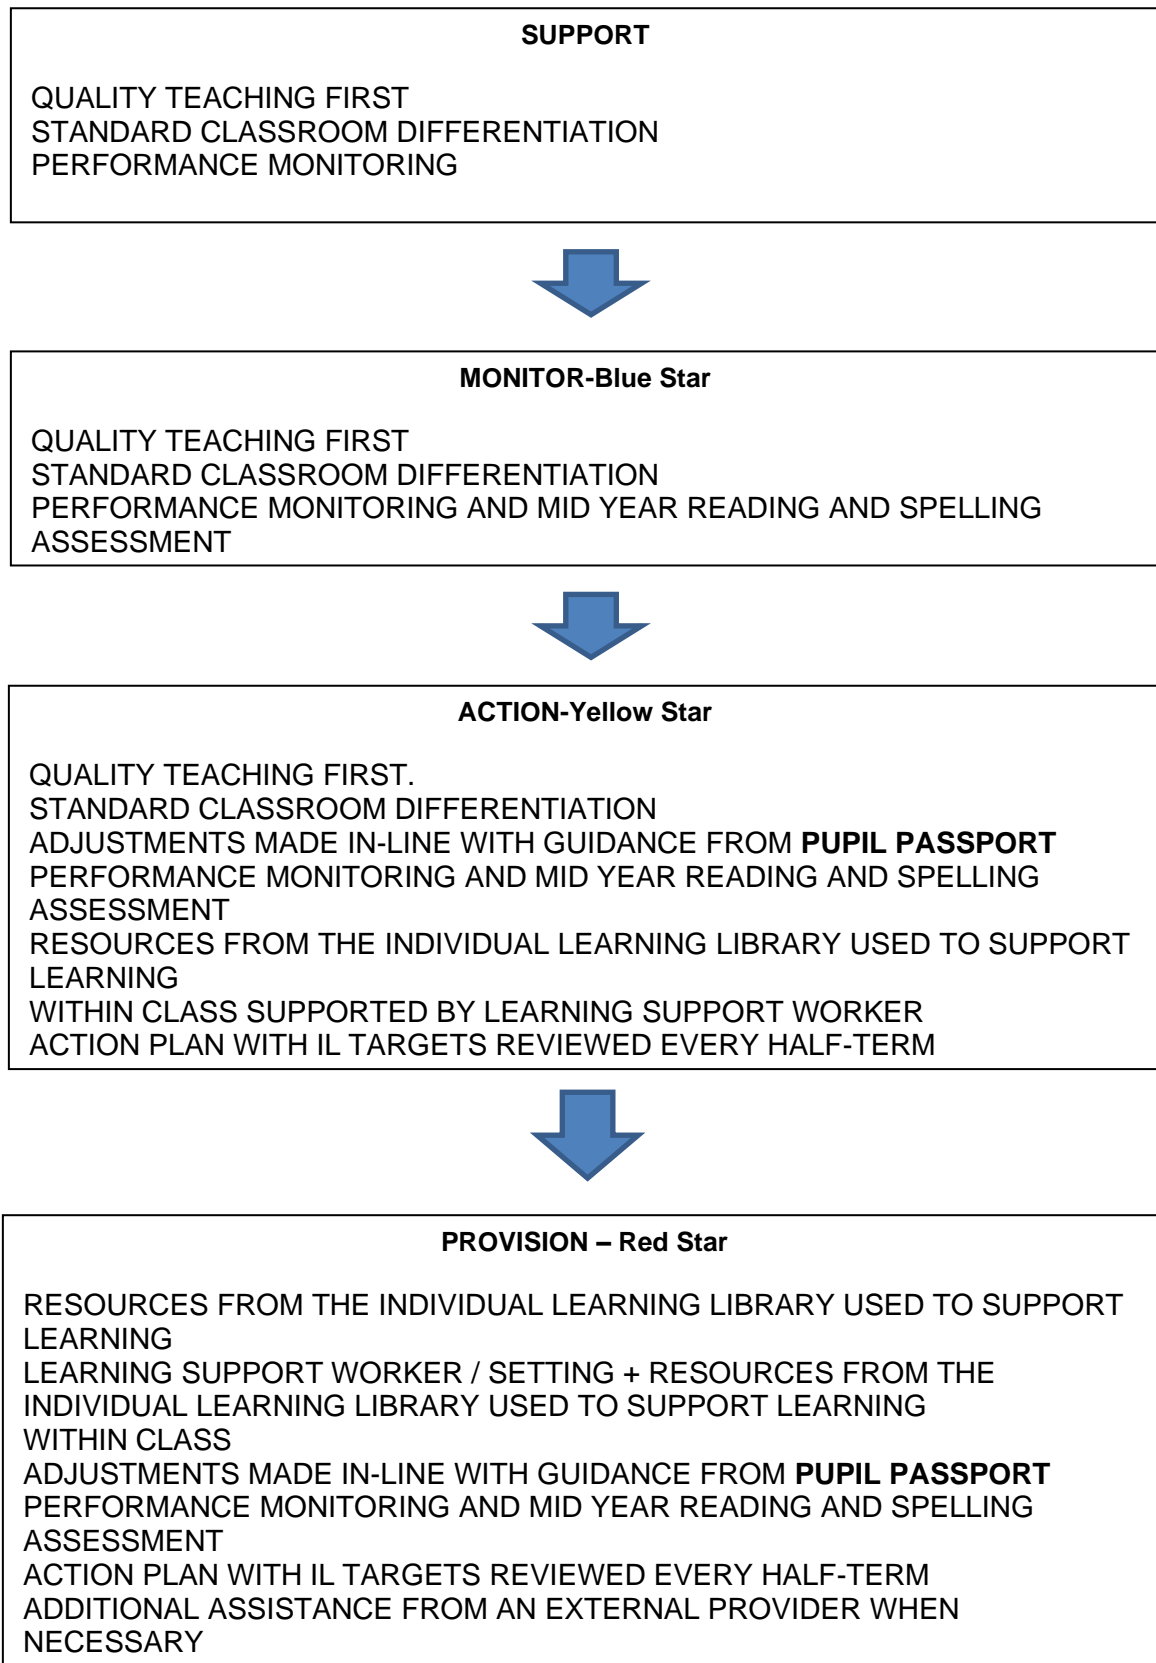 SUPPORT
QUALITY TEACHING FIRST
STANDARD CLASSROOM DIFFERENTIATION
PERFORMANCE MONITORING
MONITOR-Blue Star
QUALITY TEACHING FIRST
STANDARD CLASSROOM DIFFERENTIATION
PERFORMANCE MONITORING AND MID YEAR READING AND SPELLING
ASSESSMENT
ACTION-Yellow Star
QUALITY TEACHING FIRST.
STANDARD CLASSROOM DIFFERENTIATION
ADJUSTMENTS MADE IN-LINE WITH GUIDANCE FROM PUPIL PASSPORT
PERFORMANCE MONITORING AND MID YEAR READING AND SPELLING
ASSESSMENT
RESOURCES FROM THE INDIVIDUAL LEARNING LIBRARY USED TO SUPPORT
LEARNING
WITHIN CLASS SUPPORTED BY LEARNING SUPPORT WORKER
ACTION PLAN WITH IL TARGETS REVIEWED EVERY HALF-TERM
PROVISION – Red Star
RESOURCES FROM THE INDIVIDUAL LEARNING LIBRARY USED TO SUPPORT
LEARNING
LEARNING SUPPORT WORKER / SETTING + RESOURCES FROM THE
INDIVIDUAL LEARNING LIBRARY USED TO SUPPORT LEARNING
WITHIN CLASS
ADJUSTMENTS MADE IN-LINE WITH GUIDANCE FROM PUPIL PASSPORT
PERFORMANCE MONITORING AND MID YEAR READING AND SPELLING
ASSESSMENT
ACTION PLAN WITH IL TARGETS REVIEWED EVERY HALF-TERM
ADDITIONAL ASSISTANCE FROM AN EXTERNAL PROVIDER WHEN
NECESSARY